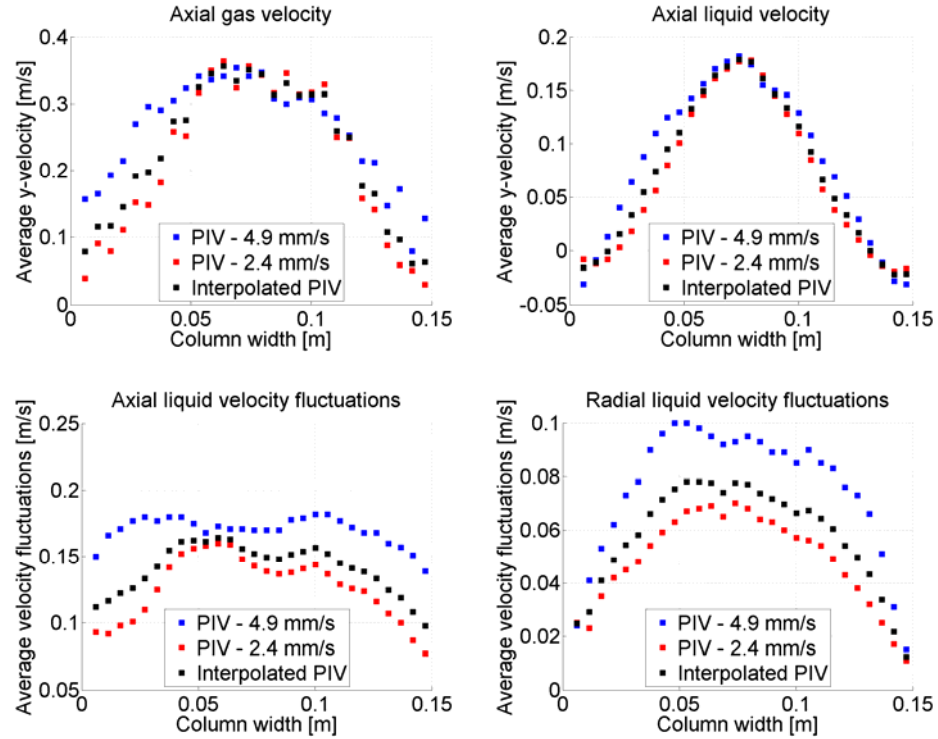 Axial gas velocity
Average y-velocity [m/s]
0.4
0.3
0.2
0.1
0
PIV - 4.9 mm/s
PIV - 2.4 mm/s
Interpolated PIV
0
0.05
0.1
0.15
Column width [m]
Axial liquid velocity
Average y-velocity [m/s]
0.2
0.15
0.1
0.05
0
-0.05
PIV - 4.9 mm/s
PIV - 2.4 mm/s
Interpolated PIV
0
0.05
0.1
0.15
Column width [m]
Axial liquid velocity fluctuations
Average velocity fluctuations [m/s]
0.25
0.2
0.15
0.1
0.05
PIV - 4.9 mm/s
PIV - 2.4 mm/s
Interpolated PIV
0
0.05
0.1
0.15
Column width [m]
Radial liquid velocity fluctuations
Average velocity fluctuations [m/s]
0.1
0.08
0.06
0.04
0.02
0
PIV - 4.9 mm/s
PIV - 2.4 mm/s
Interpolated PIV
0
0.05
0.1
0.15
Column width [m]